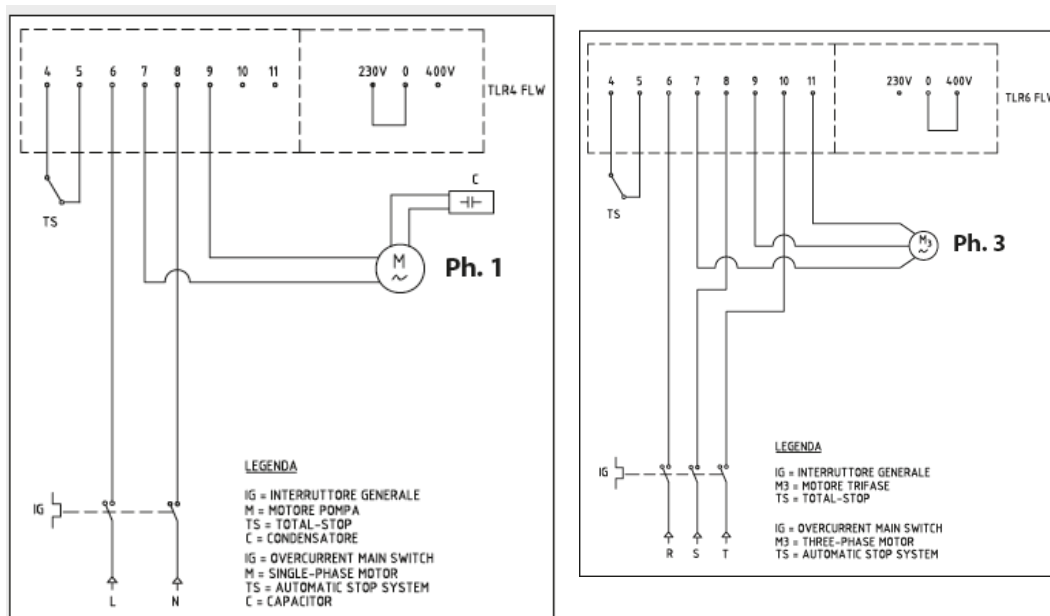 4 5 6 7 8 9 10 11 230V 0 400V
TLR4 FLW
TS
C
M
~
Ph. 1
IG
LEGENDA
IG = INTERRUTTORE GENERALE
M = MOTORE POMPA
TS = TOTAL-STOP
C = CONDENSATORE
IG = OVERCURRENT MAIN SWITCH
M = SINGLE-PHASE MOTOR
TS = AUTOMATIC STOP SYSTEM
C = CAPACITOR
L N
4 5 6 7 8 9 10 11 230V 0 400V
TLR6 FLW
TS
M3
~
Ph. 3
IG
LEGENDA
IG = INTERRUTTORE GENERALE
M3 = MOTORE TRIFASE
TS = TOTAL-STOP
IG = OVERCURRENT MAIN SWITCH
M3 = THREE-PHASE MOTOR
TS = AUTOMATIC STOP SYSTEM
R S T